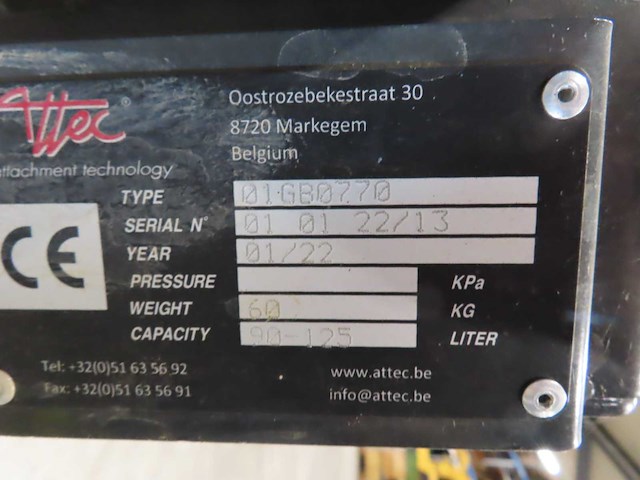 Attec®
attachment technology
Oostrozebekestraat 30
8720 Markegem
Belgium
TYPE 01GB0770
SERIAL N° 01 01 22/13
YEAR 01/22
PRESSURE KPa
WEIGHT 60 KG
CAPACITY 90-125 LITER
CE
Tel: +32(0)51 63 56 92
Fax: +32(0)51 63 56 91
www.attec.be
info@attec.be